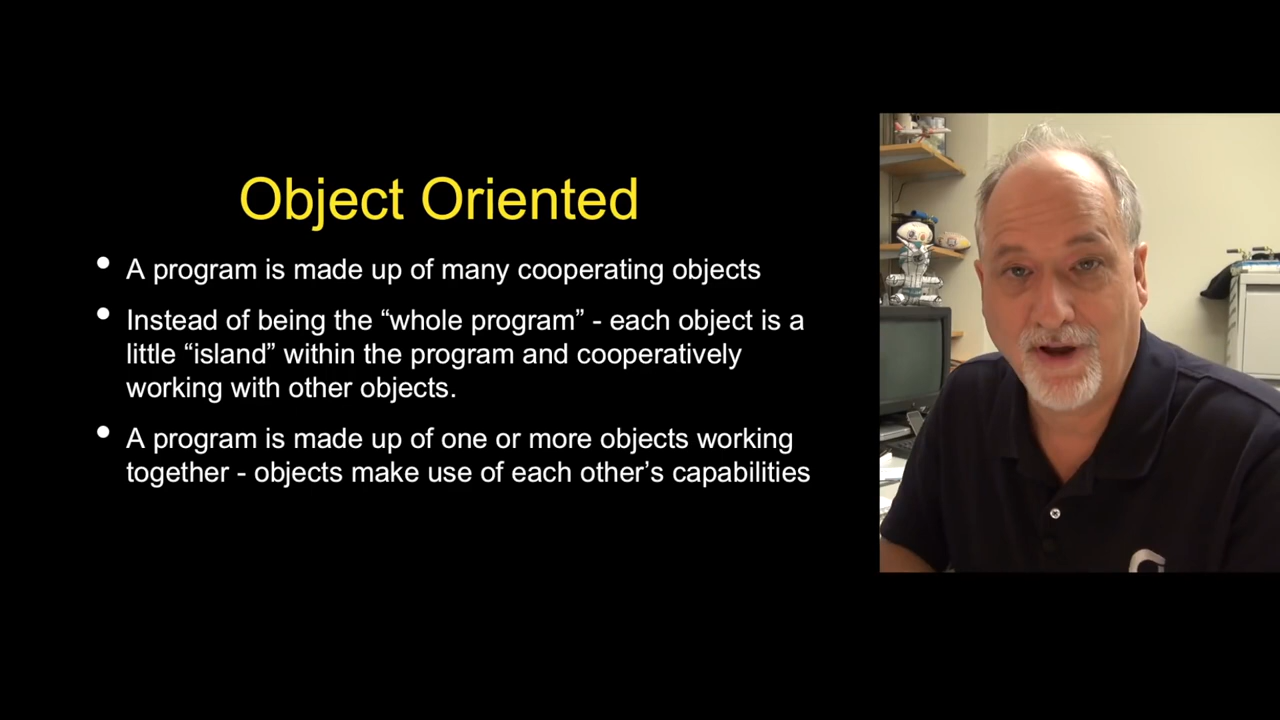 Object Oriented
• A program is made up of many cooperating objects
• Instead of being the “whole program” - each object is a
little “island” within the program and cooperatively
working with other objects.
• A program is made up of one or more objects working
together - objects make use of each other’s capabilities